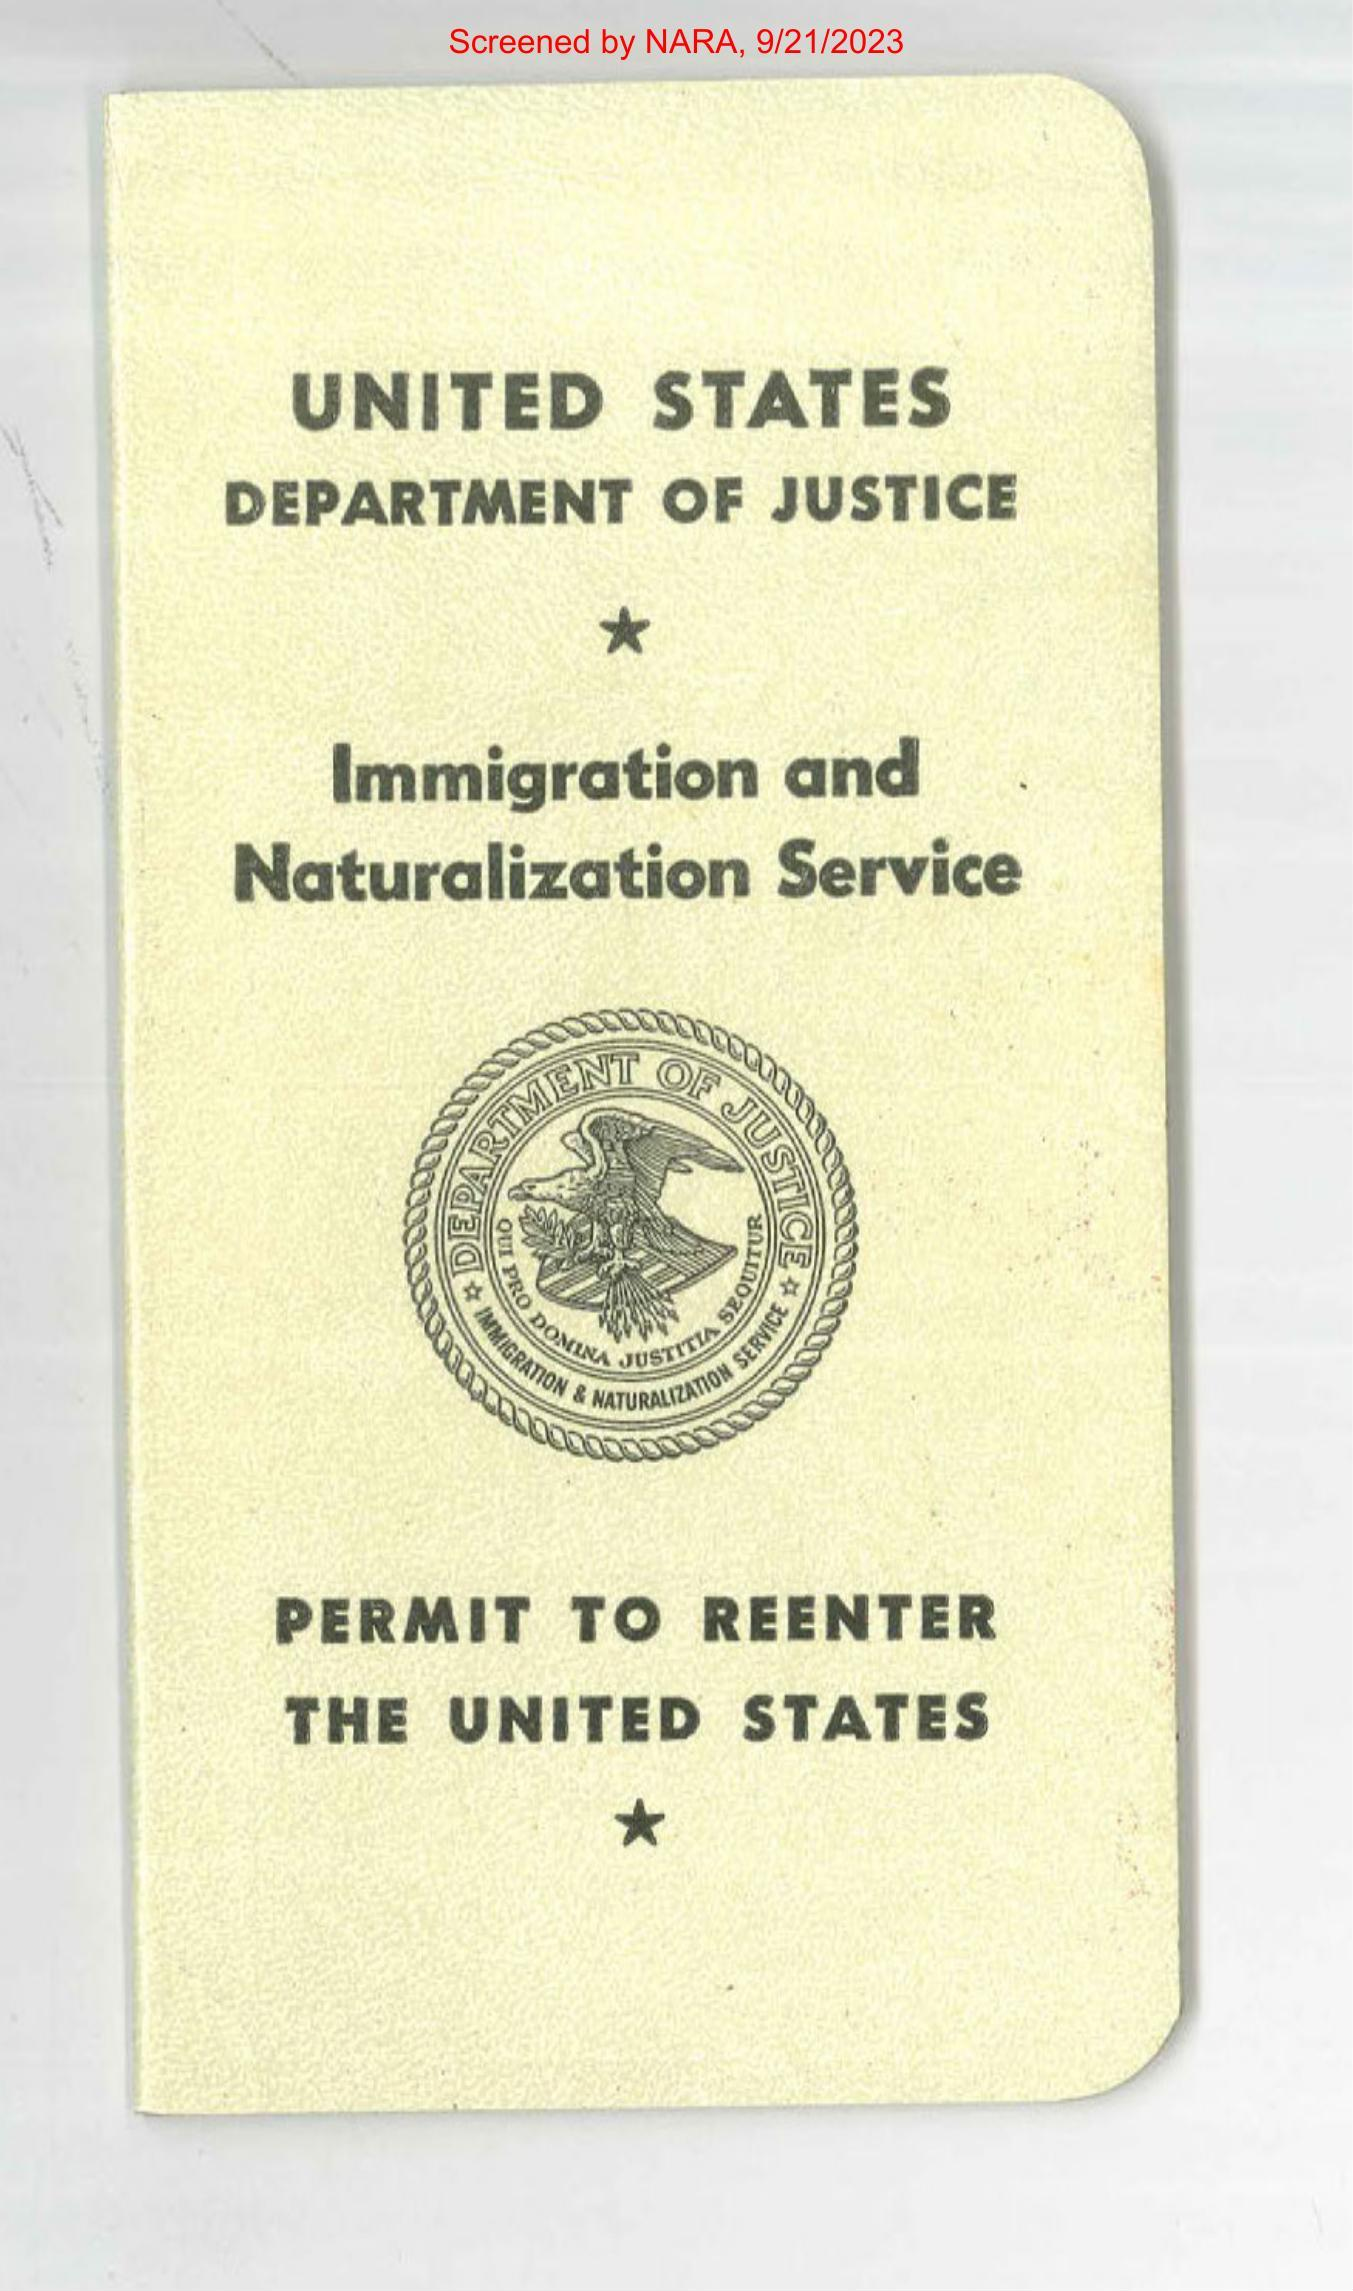 Screened by NARA, 9/21/2023
UNITED STATES
DEPARTMENT OF JUSTICE
Immigration and
Naturalization Service
DEPARTMENT OF JUSTICE
QUI PRO DOMINA JUSTITIA SEQUITUR
IMMIGRATION & NATURALIZATION SERVICE
PERMIT TO REENTER
THE UNITED STATES